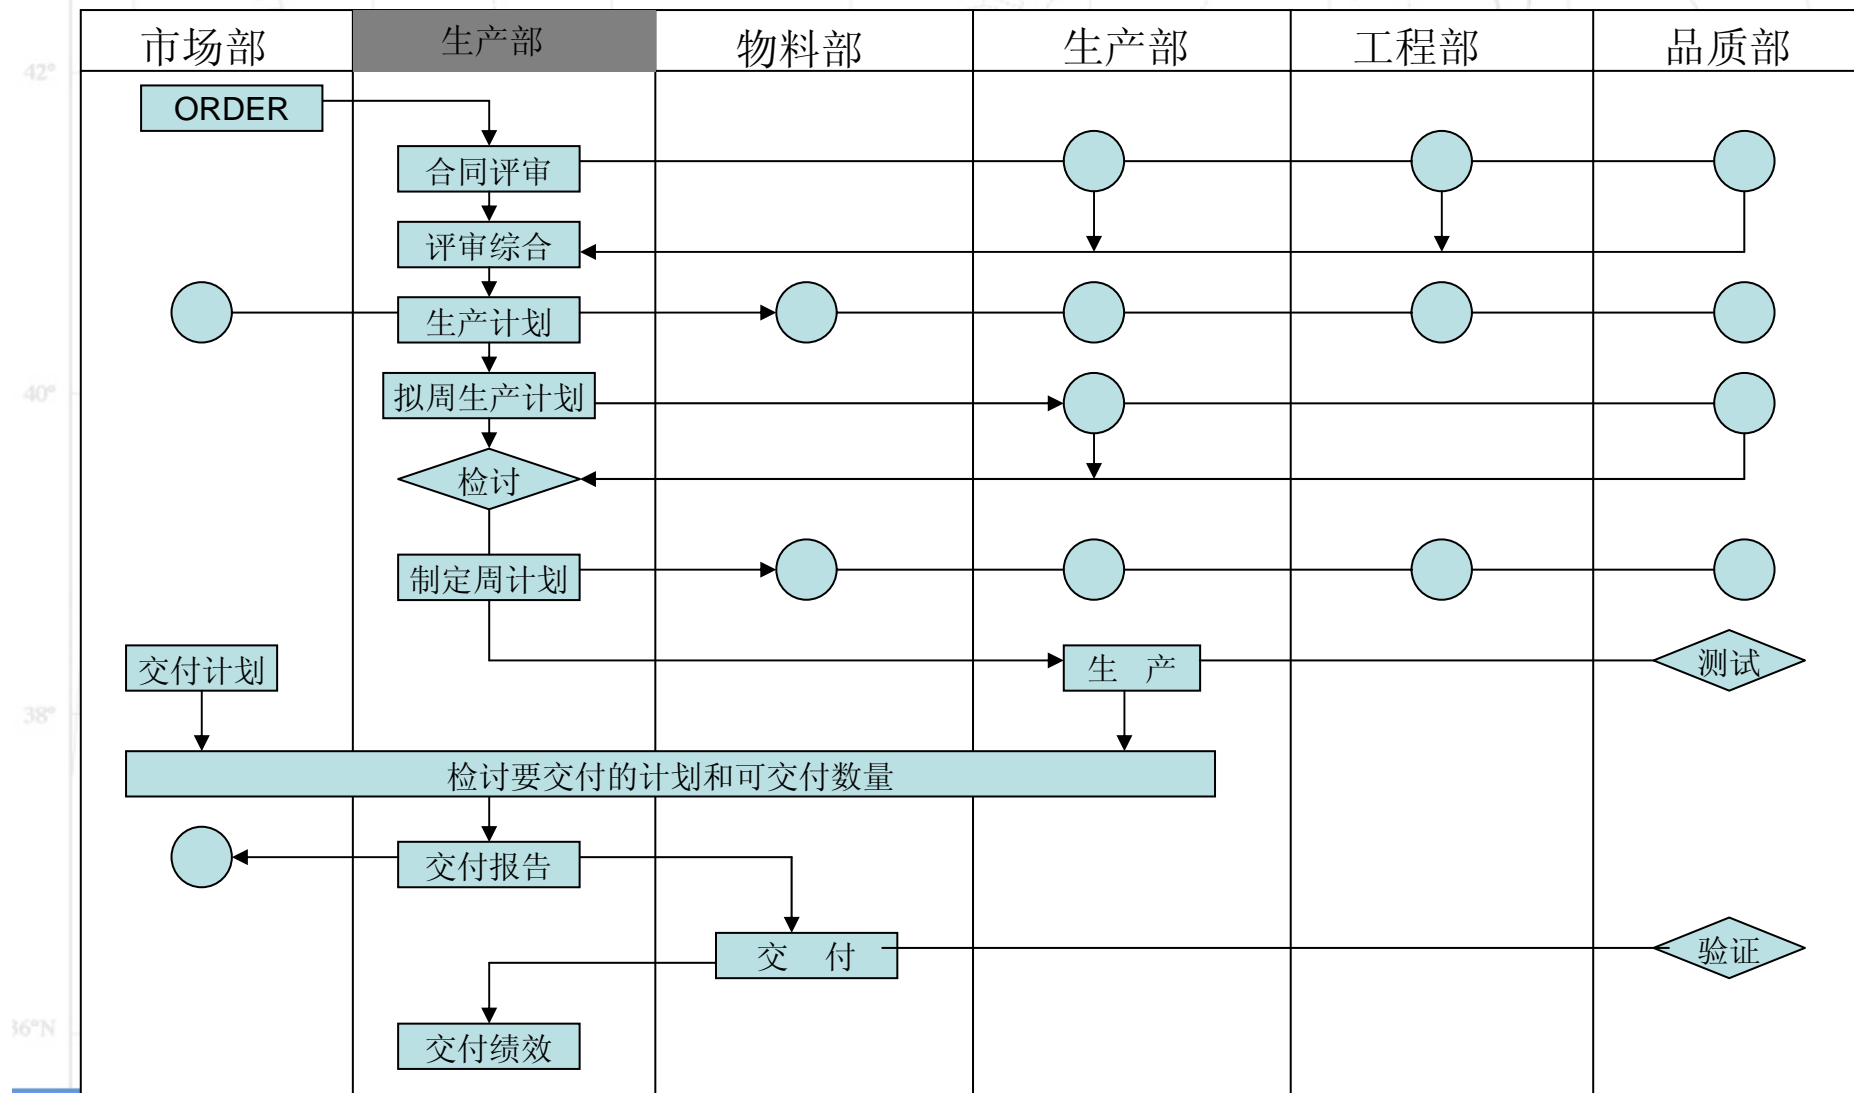 市场部
生产部
物料部
生产部
工程部
品质部
42°
ORDER
合同评审
评审综合
生产计划
40°
拟周生产计划
检讨
制定周计划
交付计划
生 产
测试
38°
检讨要交付的计划和可交付数量
交付报告
交 付
验证
36°N
交付绩效